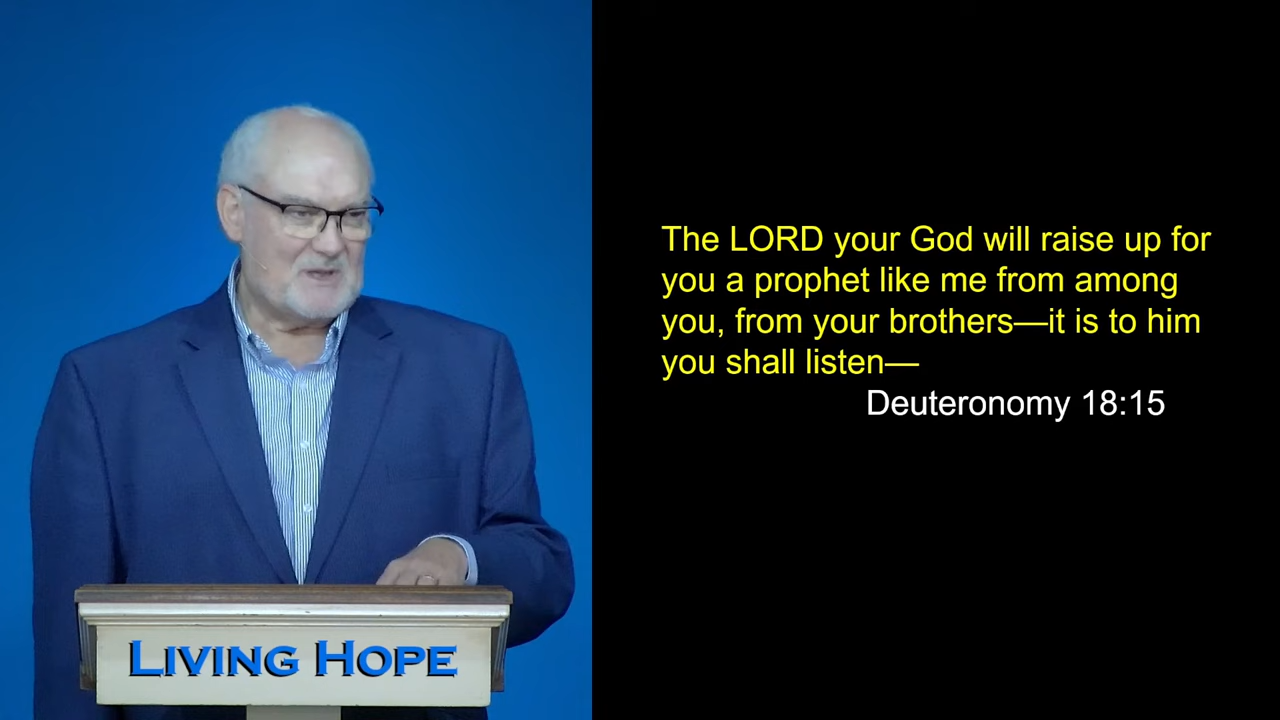 The LORD your God will raise up for
you a prophet like me from among
you, from your brothers—it is to him
you shall listen—
Deuteronomy 18:15
LIVING HOPE